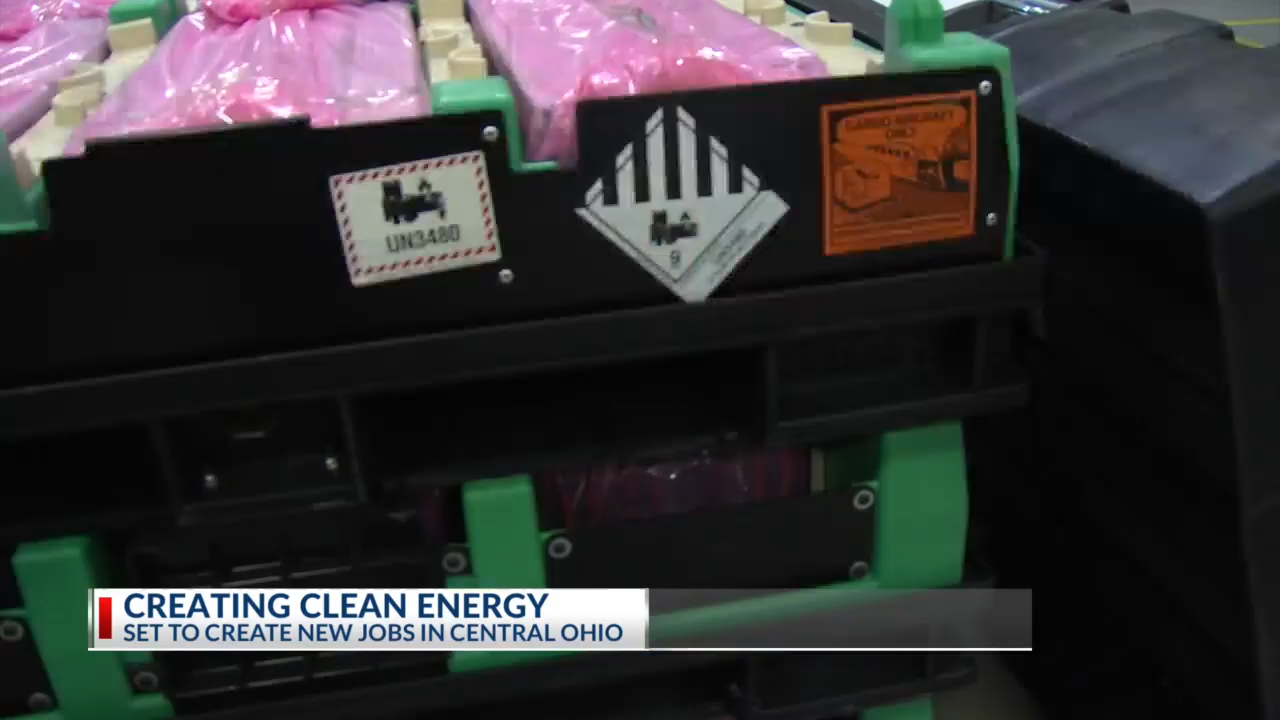 CARGO AIRCRAFT
ONLY
UN3480
9
CREATING CLEAN ENERGY
SET TO CREATE NEW JOBS IN CENTRAL OHIO